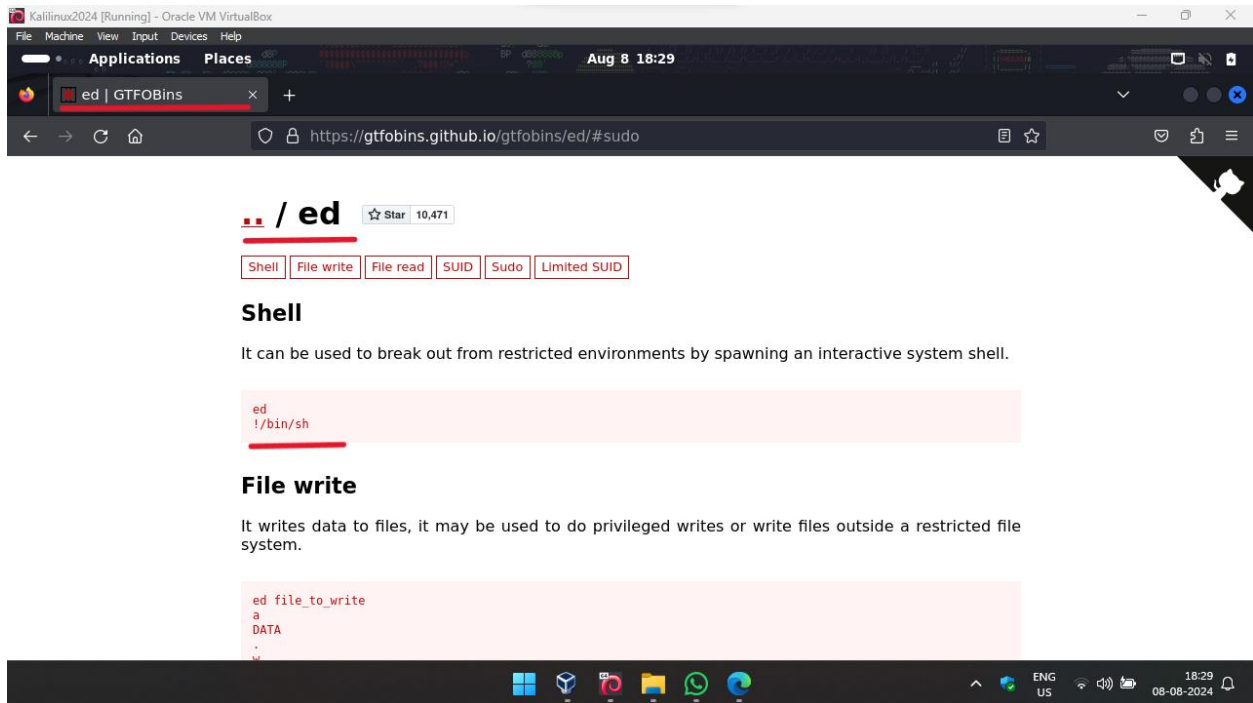 Kalilinux2024 [Running] - Oracle VM VirtualBox
File Machine View Input Devices Help
Applications Places Aug 8 18:29
ed | GTFOBins
https://gtfobins.github.io/gtfobins/ed/#sudo
.. / ed Star 10,471
Shell File write File read SUID Sudo Limited SUID
Shell
It can be used to break out from restricted environments by spawning an interactive system shell.
ed
!/bin/sh
File write
It writes data to files, it may be used to do privileged writes or write files outside a restricted file
system.
ed file_to_write
a
DATA
.
w
ENG
US
18:29
08-08-2024